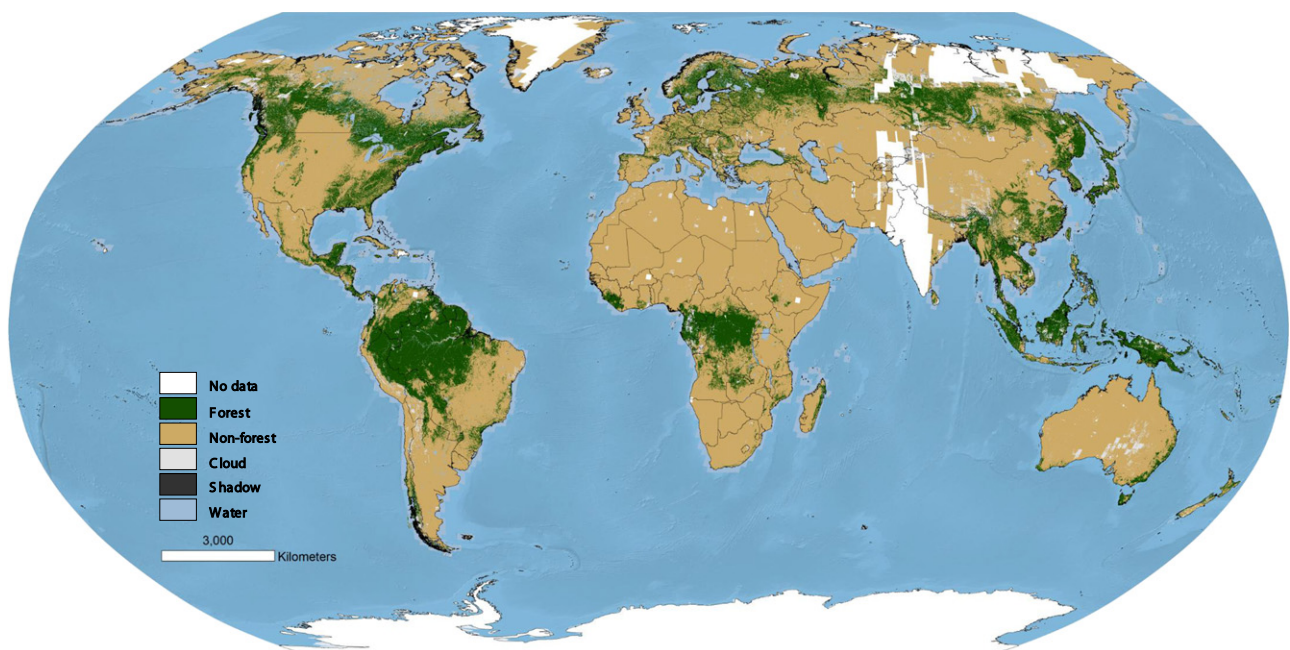 No data
Forest
Non-forest
Cloud
Shadow
Water
3,000
Kilometers